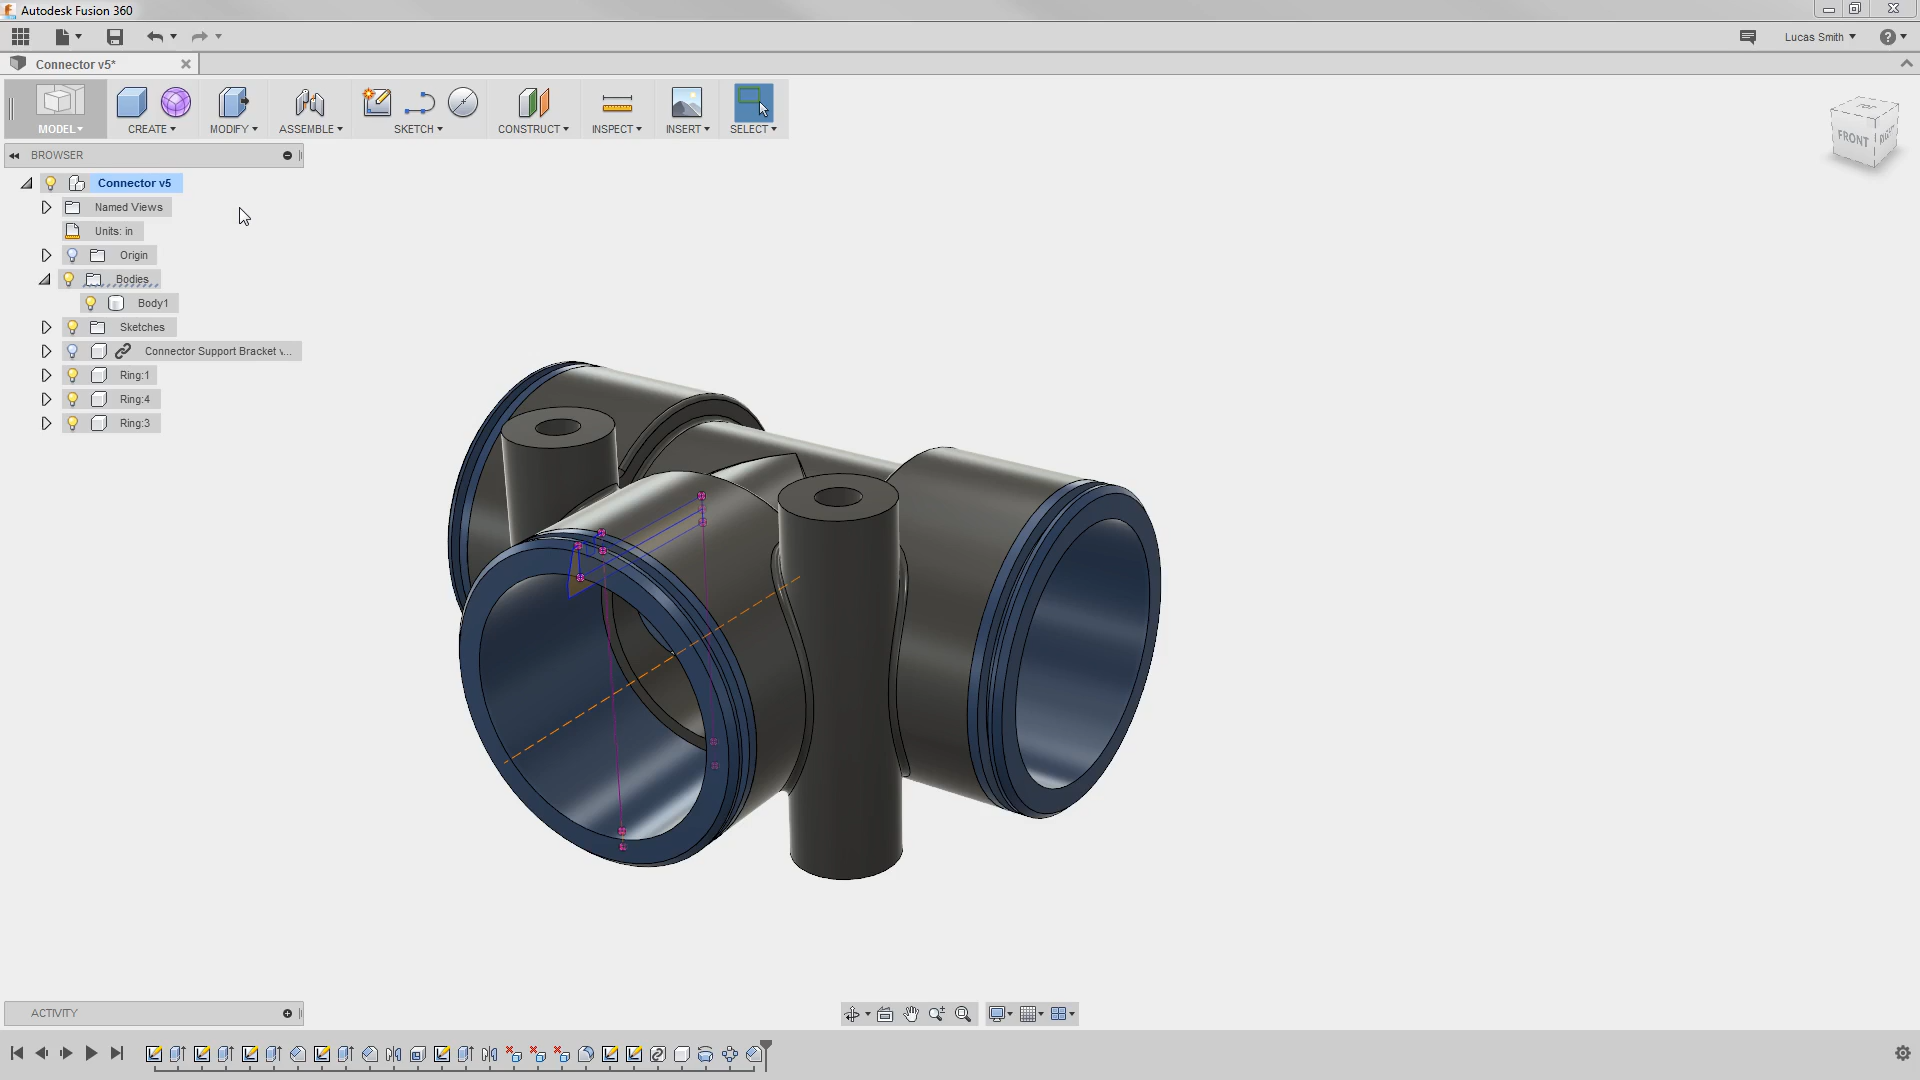 Autodesk Fusion 360
Lucas Smith
Connector v5*
MODEL
CREATE
MODIFY
ASSEMBLE
SKETCH
CONSTRUCT
INSPECT
INSERT
SELECT
TOP
FRONT
RIGHT
BROWSER
Connector v5
Named Views
Units: in
Origin
Bodies
Body1
Sketches
Connector Support Bracket v...
Ring:1
Ring:4
Ring:3
ACTIVITY